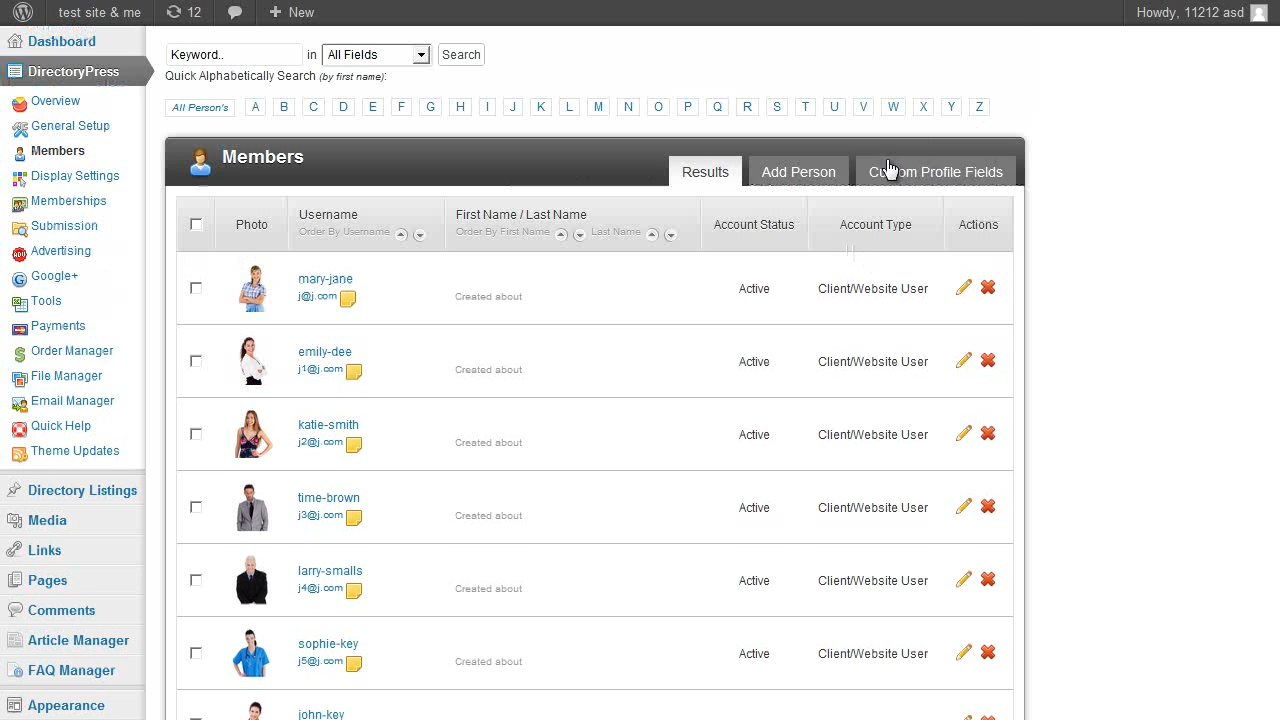 test site & me 12 New Howdy, 11212 asd
Dashboard
DirectoryPress
Overview
General Setup
Members
Display Settings
Memberships
Submission
Advertising
Google+
Tools
Payments
Order Manager
File Manager
Email Manager
Quick Help
Theme Updates
Directory Listings
Media
Links
Pages
Comments
Article Manager
FAQ Manager
Appearance
Keyword.. in All Fields Search
Quick Alphabetically Search (by first name):
All Person's A B C D E F G H I J K L M N O P Q R S T U V W X Y Z
Members
Results Add Person Custom Profile Fields
Photo Username First Name / Last Name Account Status Account Type Actions
Order By Username Order By First Name Last Name
mary-jane
j@j.com Created about Active Client/Website User
emily-dee
j1@j.com Created about Active Client/Website User
katie-smith
j2@j.com Created about Active Client/Website User
time-brown
j3@j.com Created about Active Client/Website User
larry-smalls
j4@j.com Created about Active Client/Website User
sophie-key
j5@j.com Created about Active Client/Website User
john-key